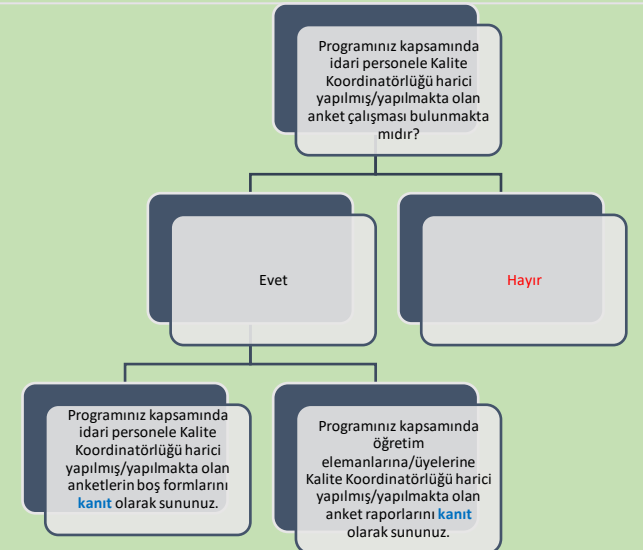 Programınız kapsamında
idari personele Kalite
Koordinatörlüğü harici
yapılmış/yapılmakta olan
anket çalışması bulunmakta
mıdır?
Evet
Hayır
Programınız kapsamında
idari personele Kalite
Koordinatörlüğü harici
yapılmış/yapılmakta olan
anketlerin boş formlarını
kanıt olarak sununuz.
Programınız kapsamında
öğretim
elemanlarına/üyelerine
Kalite Koordinatörlüğü harici
yapılmış/yapılmakta olan
anket raporlarını kanıt
olarak sununuz.